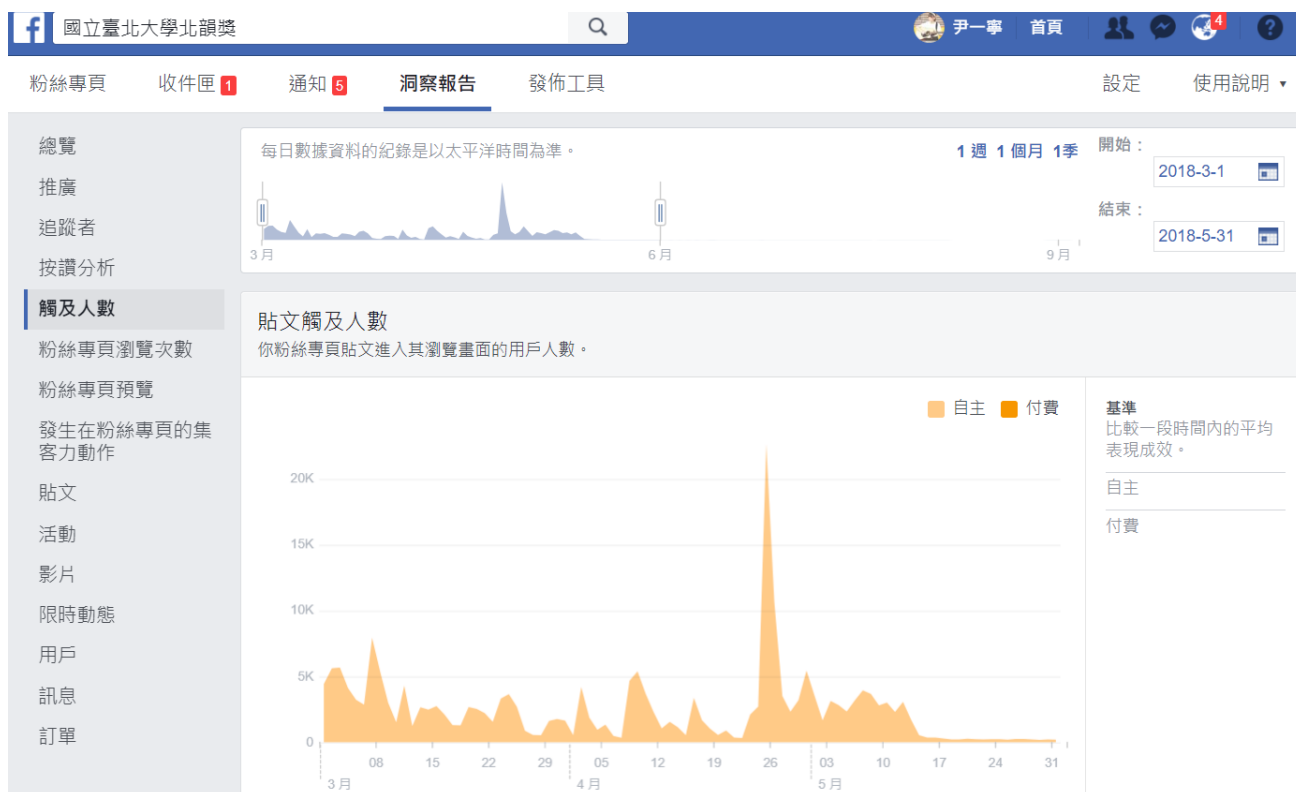 f 國立臺北大學北韻獎 尹一寧 首頁 4 ?
粉絲專頁 收件匣 1 通知 5 洞察報告 發佈工具 設定 使用說明
總覽
推廣
追蹤者
按讚分析
觸及人數
粉絲專頁瀏覽次數
粉絲專頁預覽
發生在粉絲專頁的集
客力動作
貼文
活動
影片
限時動態
用戶
訊息
訂單
每日數據資料的紀錄是以太平洋時間為準。 1 週 1 個月 1季
3月 6月 9月
開始：
2018-3-1
結束：
2018-5-31
貼文觸及人數
你粉絲專頁貼文進入其瀏覽畫面的用戶人數。
自主 付費
20K
15K
10K
5K
0
08 15 22 29 05 12 19 26 03 10 17 24 31
3月 4月 5月
基準
比較一段時間內的平均
表現成效。
自主
付費